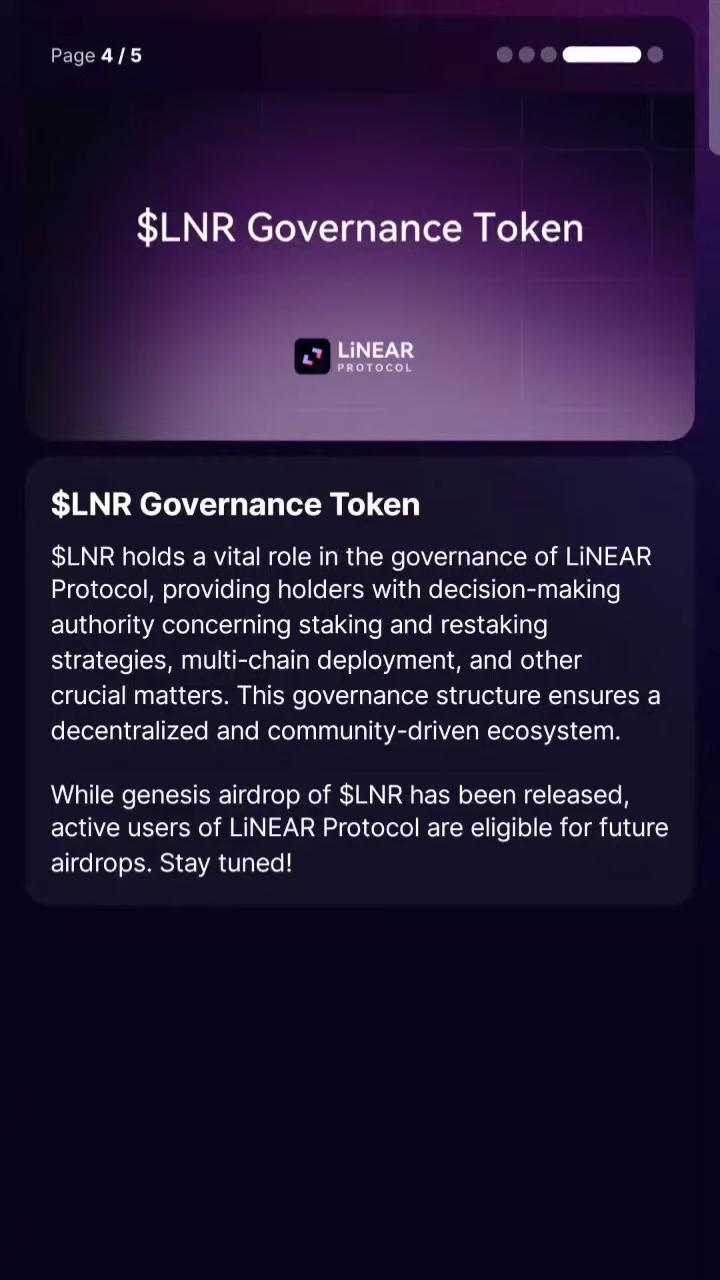 Page 4 / 5
$LNR Governance Token
LiNEAR
PROTOCOL
$LNR Governance Token
$LNR holds a vital role in the governance of LiNEAR
Protocol, providing holders with decision-making
authority concerning staking and restaking
strategies, multi-chain deployment, and other
crucial matters. This governance structure ensures a
decentralized and community-driven ecosystem.
While genesis airdrop of $LNR has been released,
active users of LiNEAR Protocol are eligible for future
airdrops. Stay tuned!